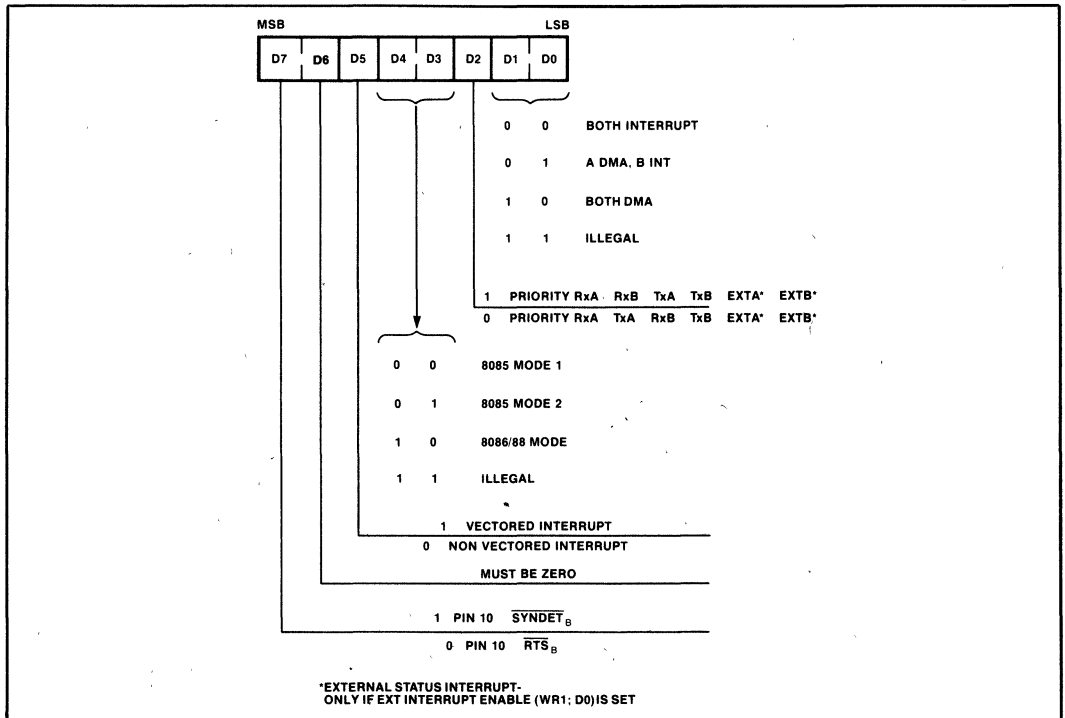 MSB LSB
D7 D6 D5 D4 D3 D2 D1 D0
0 0 BOTH INTERRUPT
0 1 A DMA, B INT
1 0 BOTH DMA
1 1 ILLEGAL
1 PRIORITY RxA RxB TxA TxB EXTA* EXTB*
0 PRIORITY RxA TxA RxB TxB EXTA* EXTB*
0 0 8085 MODE 1
0 1 8085 MODE 2
1 0 8086/88 MODE
1 1 ILLEGAL
1 VECTORED INTERRUPT
0 NON VECTORED INTERRUPT
MUST BE ZERO
1 PIN 10 SYNDET B
0 PIN 10 RTS B
*EXTERNAL STATUS INTERRUPT-
ONLY IF EXT INTERRUPT ENABLE (WR1; D0) IS SET